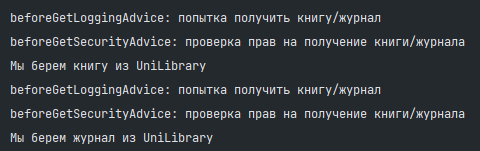 beforeGetLoggingAdvice: попытка получить книгу/журнал
beforeGetSecurityAdvice: проверка прав на получение книги/журнала
Мы берем книгу из UniLibrary
beforeGetLoggingAdvice: попытка получить книгу/журнал
beforeGetSecurityAdvice: проверка прав на получение книги/журнала
Мы берем журнал из UniLibrary